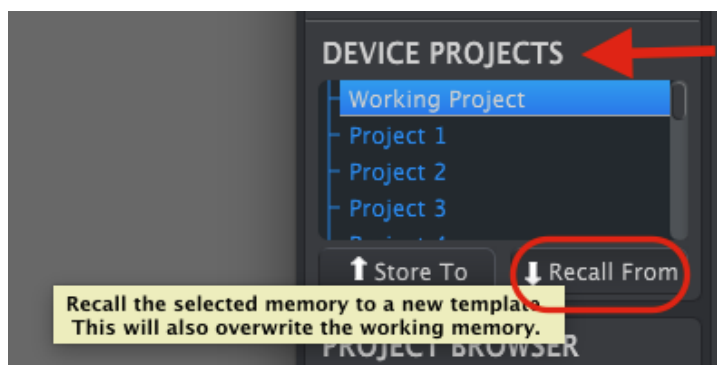 DEVICE PROJECTS
Working Project
Project 1
Project 2
Project 3
Store To
Recall From
Recall the selected memory to a new template.
This will also overwrite the working memory.
PROJECT BROWSER